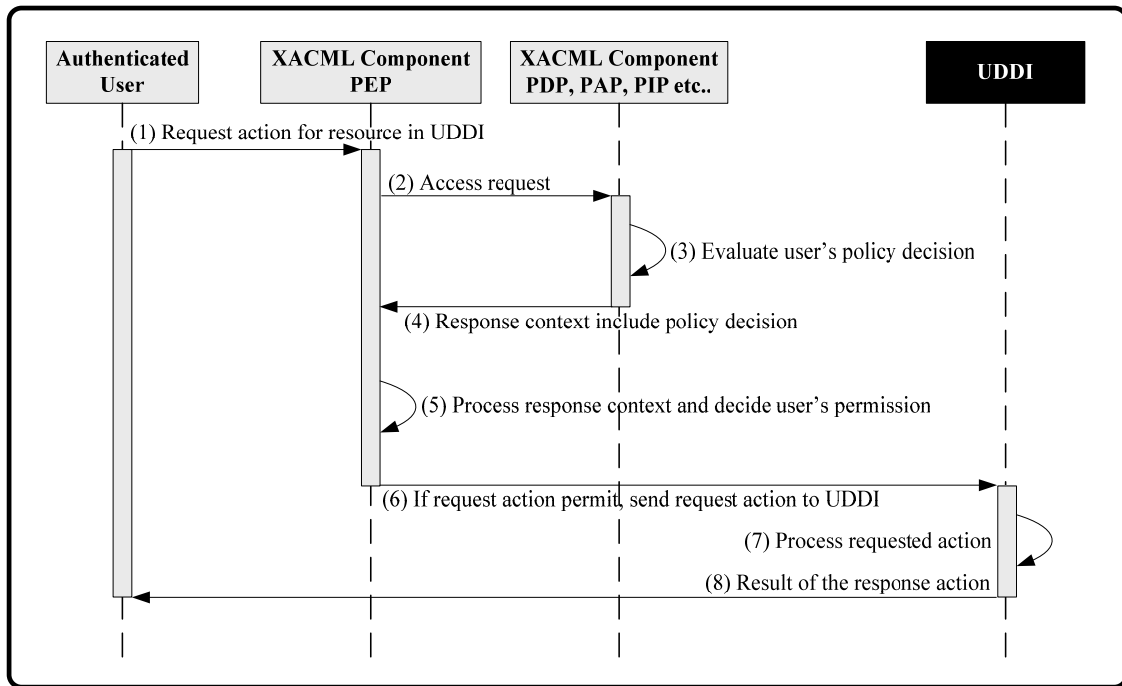 Authenticated
User
XACML Component
PEP
XACML Component
PDP, PAP, PIP etc..
UDDI
(1) Request action for resource in UDDI
(2) Access request
(3) Evaluate user’s policy decision
(4) Response context include policy decision
(5) Process response context and decide user’s permission
(6) If request action permit, send request action to UDDI
(7) Process requested action
(8) Result of the response action